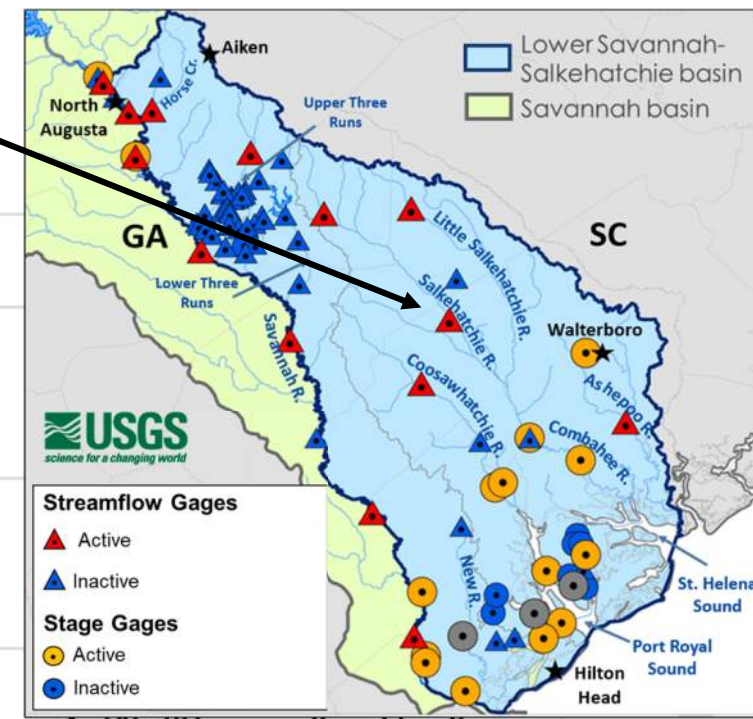 Aiken
Lower Savannah-
Salkehatchie basin
Savannah basin
North
Augusta
Horse Cr.
Upper Three
Runs
GA
SC
Little Salkehatchie R.
Lower Three
Runs
Salkehatchie R.
Savannah R.
Walterboro
Coosawhatchie R.
Ashepoo R.
Combahee R.
USGS
science for a changing world
Streamflow Gages
Active
Inactive
Stage Gages
Active
Inactive
New R.
St. Helena
Sound
Port Royal
Sound
Hilton
Head